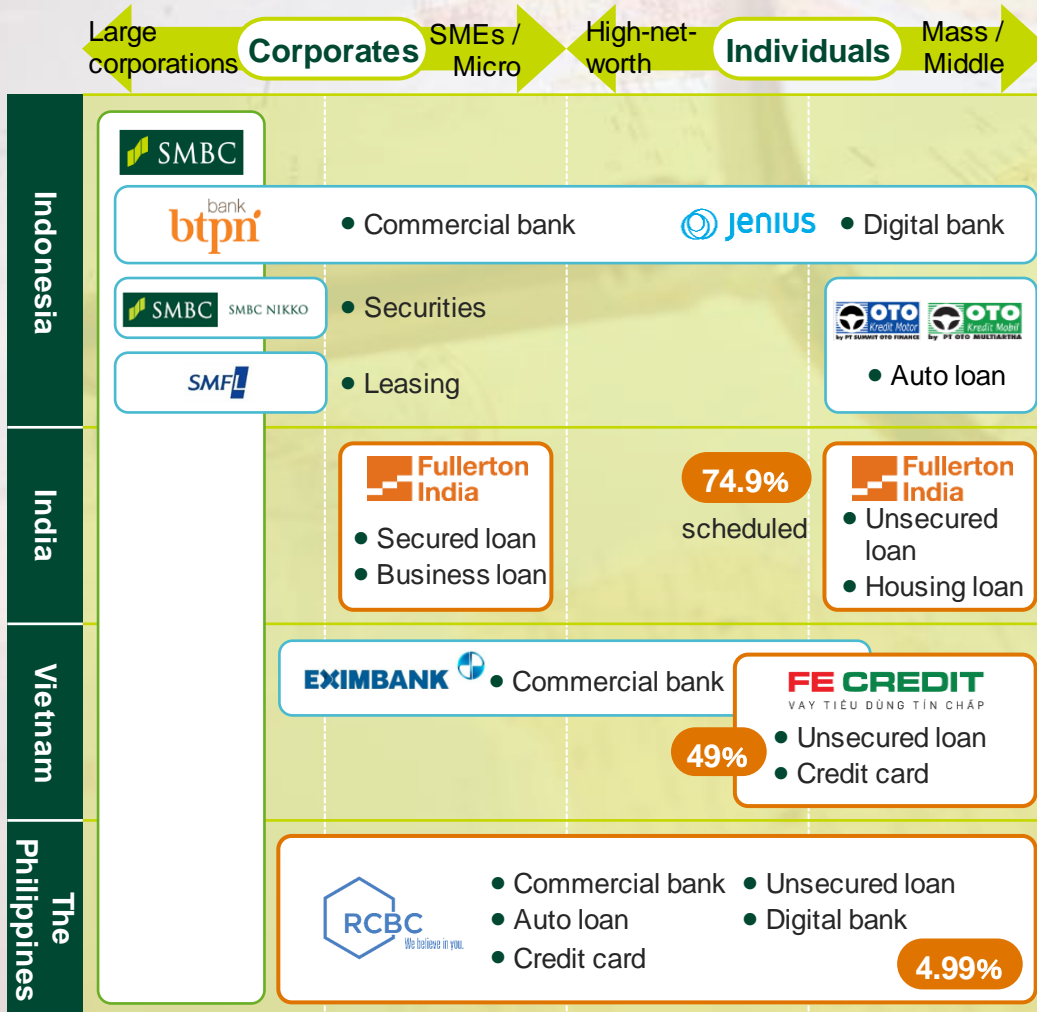 Large
corporations
Corporates
SMEs /
Micro
High-net-
worth
Individuals
Mass /
Middle
Indonesia
SMBC
bank
btpn
• Commercial bank
Jenius
• Digital bank
SMBC SMBC NIKKO
• Securities
SMFL
• Leasing
OTO
Kredit Motor
by PT SUMMIT OTO FINANCE
OTO
Kredit Mobil
by PT OTO MULTIARTHA
• Auto loan
India
Fullerton
India
• Secured loan
• Business loan
74.9%
scheduled
Fullerton
India
• Unsecured
loan
• Housing loan
Vietnam
EXIMBANK
• Commercial bank
FE CREDIT
VAY TIÊU DÙNG TÍN CHẤP
49%
• Unsecured loan
• Credit card
The
Philippines
RCBC
We believe in you.
• Commercial bank
• Auto loan
• Credit card
• Unsecured loan
• Digital bank
4.99%